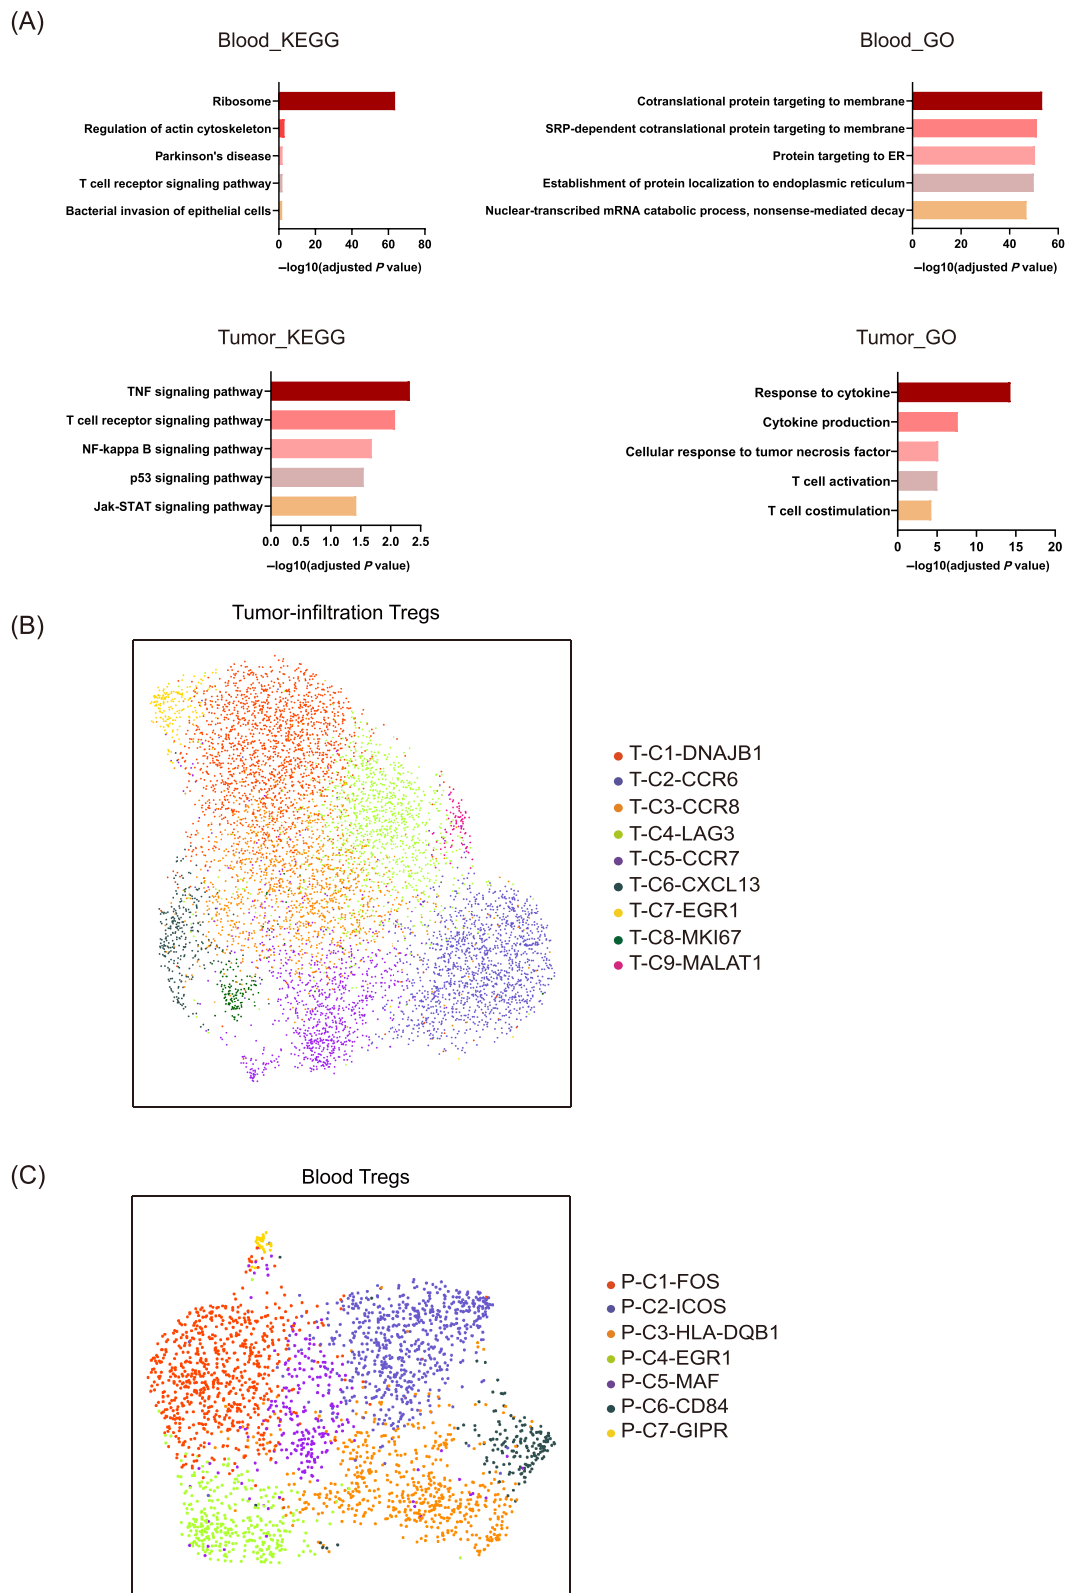 (A)
Blood_KEGG
Ribosome
Regulation of actin cytoskeleton
Parkinson's disease
T cell receptor signaling pathway
Bacterial invasion of epithelial cells
0 20 40 60 80
–log10(adjusted P value)
Blood_GO
Cotranslational protein targeting to membrane
SRP-dependent cotranslational protein targeting to membrane
Protein targeting to ER
Establishment of protein localization to endoplasmic reticulum
Nuclear-transcribed mRNA catabolic process, nonsense-mediated decay
0 20 40 60
–log10(adjusted P value)
Tumor_KEGG
TNF signaling pathway
T cell receptor signaling pathway
NF-kappa B signaling pathway
p53 signaling pathway
Jak-STAT signaling pathway
0.0 0.5 1.0 1.5 2.0 2.5
–log10(adjusted P value)
Tumor_GO
Response to cytokine
Cytokine production
Cellular response to tumor necrosis factor
T cell activation
T cell costimulation
0 5 10 15 20
–log10(adjusted P value)
(B)
Tumor-infiltration Tregs
T-C1-DNAJB1
T-C2-CCR6
T-C3-CCR8
T-C4-LAG3
T-C5-CCR7
T-C6-CXCL13
T-C7-EGR1
T-C8-MKI67
T-C9-MALAT1
(C)
Blood Tregs
P-C1-FOS
P-C2-ICOS
P-C3-HLA-DQB1
P-C4-EGR1
P-C5-MAF
P-C6-CD84
P-C7-GIPR